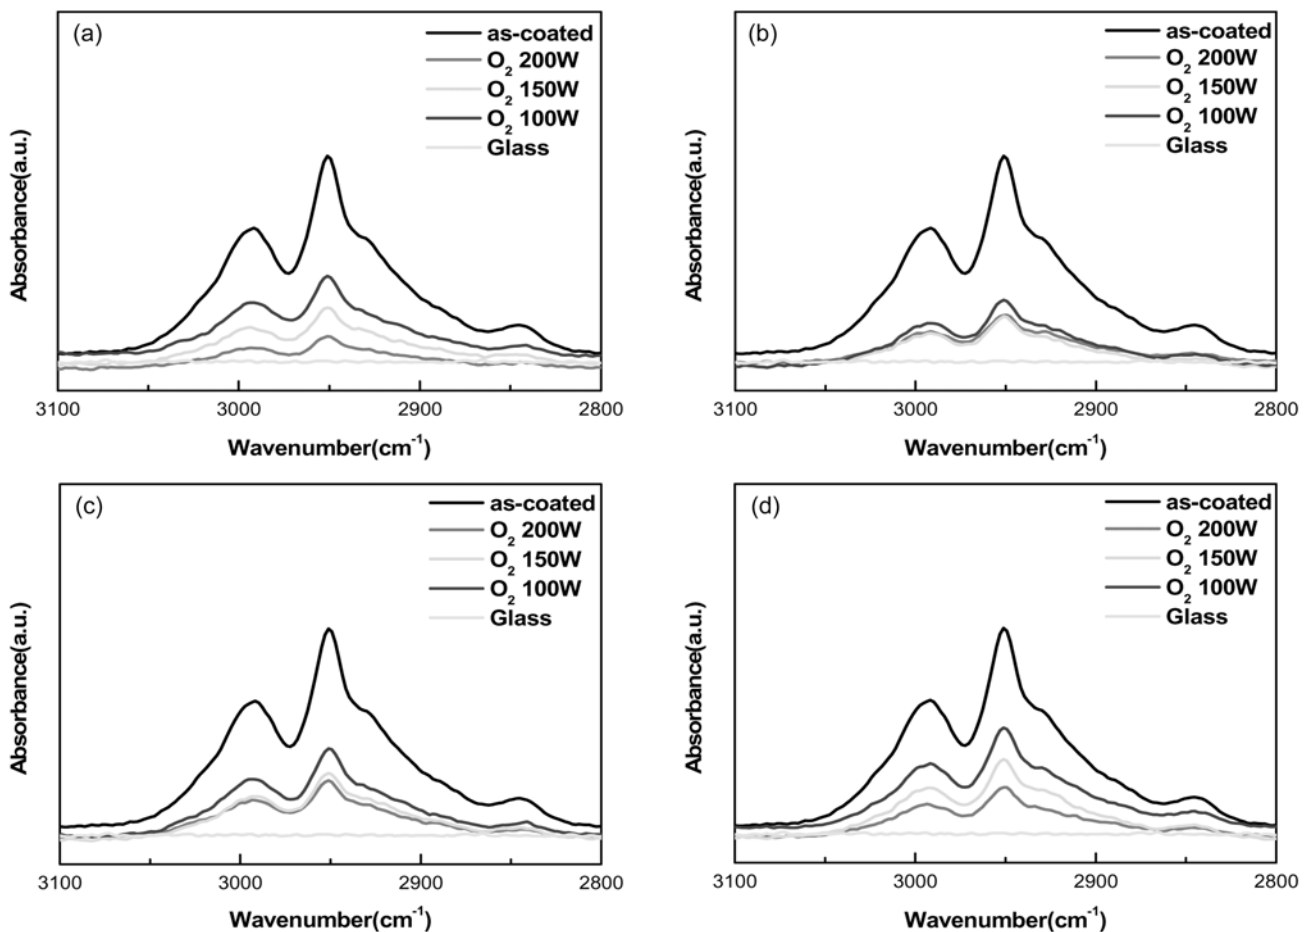 (a)
as-coated
O2 200W
O2 150W
O2 100W
Glass
Absorbance(a.u.)
3100 3000 2900 2800
Wavenumber(cm-1)
(b)
as-coated
O2 200W
O2 150W
O2 100W
Glass
Absorbance(a.u.)
3100 3000 2900 2800
Wavenumber(cm-1)
(c)
as-coated
O2 200W
O2 150W
O2 100W
Glass
Absorbance(a.u.)
3100 3000 2900 2800
Wavenumber(cm-1)
(d)
as-coated
O2 200W
O2 150W
O2 100W
Glass
Absorbance(a.u.)
3100 3000 2900 2800
Wavenumber(cm-1)